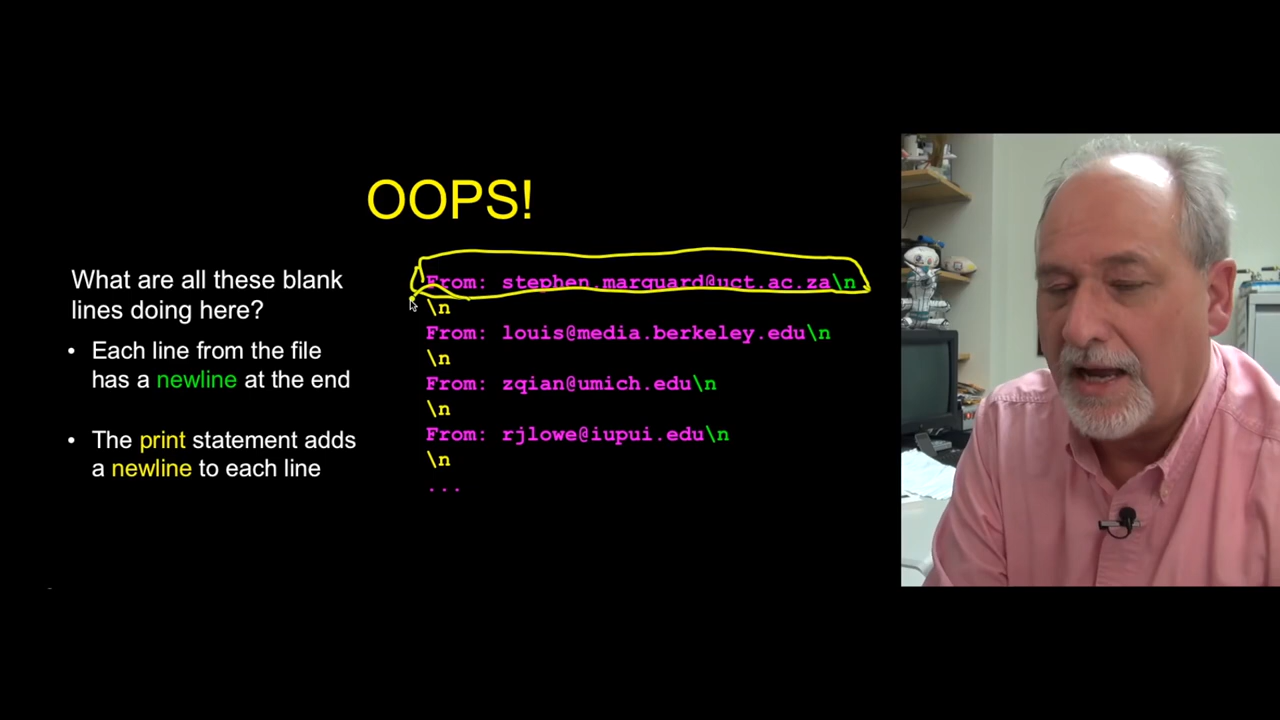 OOPS!
What are all these blank
lines doing here?
• Each line from the file
has a newline at the end
• The print statement adds
a newline to each line
From: stephen.marquard@uct.ac.za\n
\n
From: louis@media.berkeley.edu\n
\n
From: zqian@umich.edu\n
\n
From: rjlowe@iupui.edu\n
\n
...